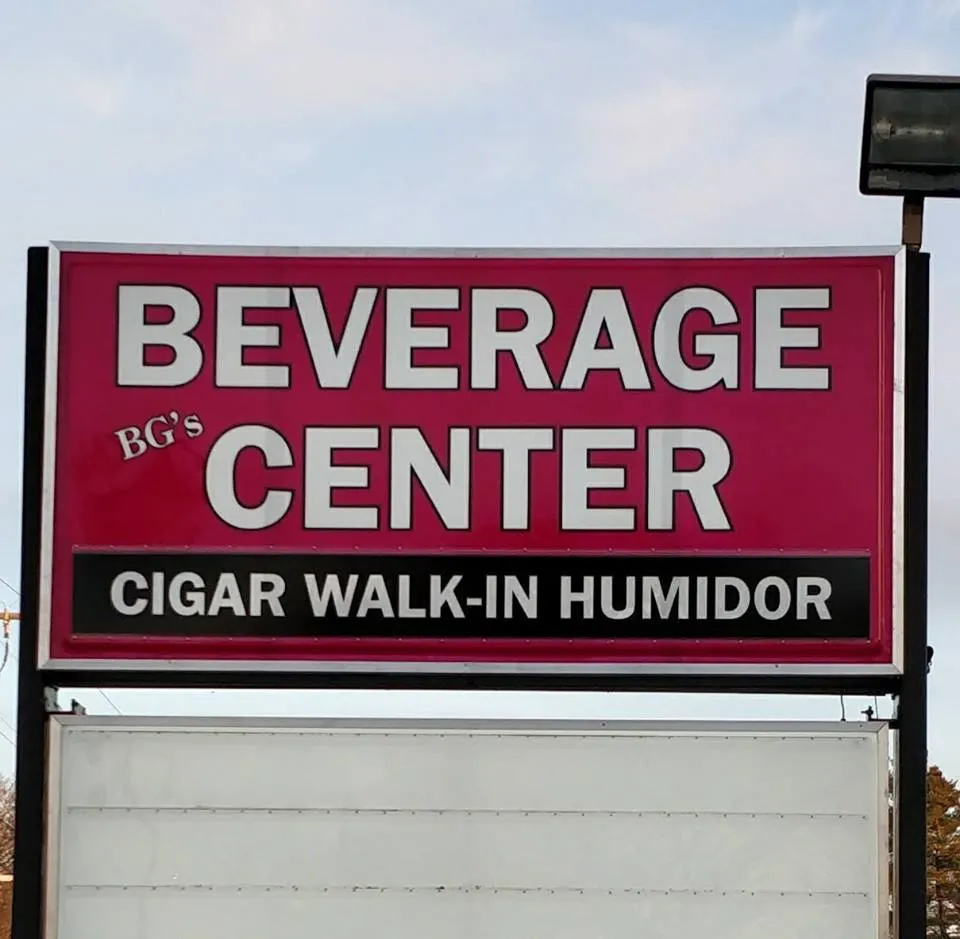 BEVERAGE
BG's CENTER
CIGAR WALK-IN HUMIDOR